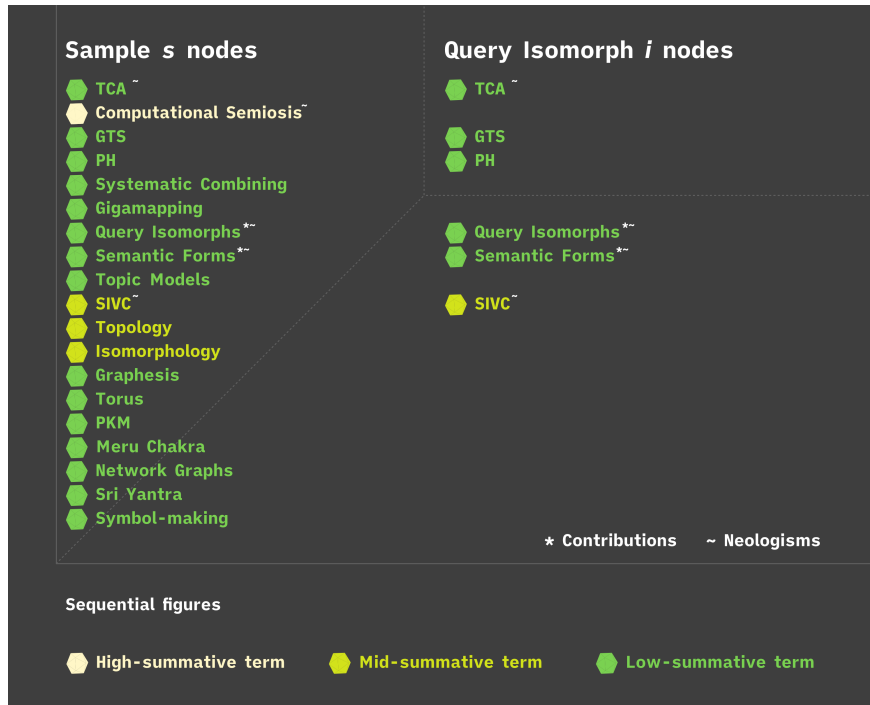 Sample s nodes
TCA ~
Computational Semiosis~
GTS
PH
Systematic Combining
Gigamapping
Query Isomorphs*~
Semantic Forms*~
Topic Models
SIVC~
Topology
Isomorphology
Graphesis
Torus
PKM
Meru Chakra
Network Graphs
Sri Yantra
Symbol-making
Query Isomorph i nodes
TCA ~
GTS
PH
Query Isomorphs*~
Semantic Forms*~
SIVC~
* Contributions ~ Neologisms
Sequential figures
High-summative term Mid-summative term Low-summative term